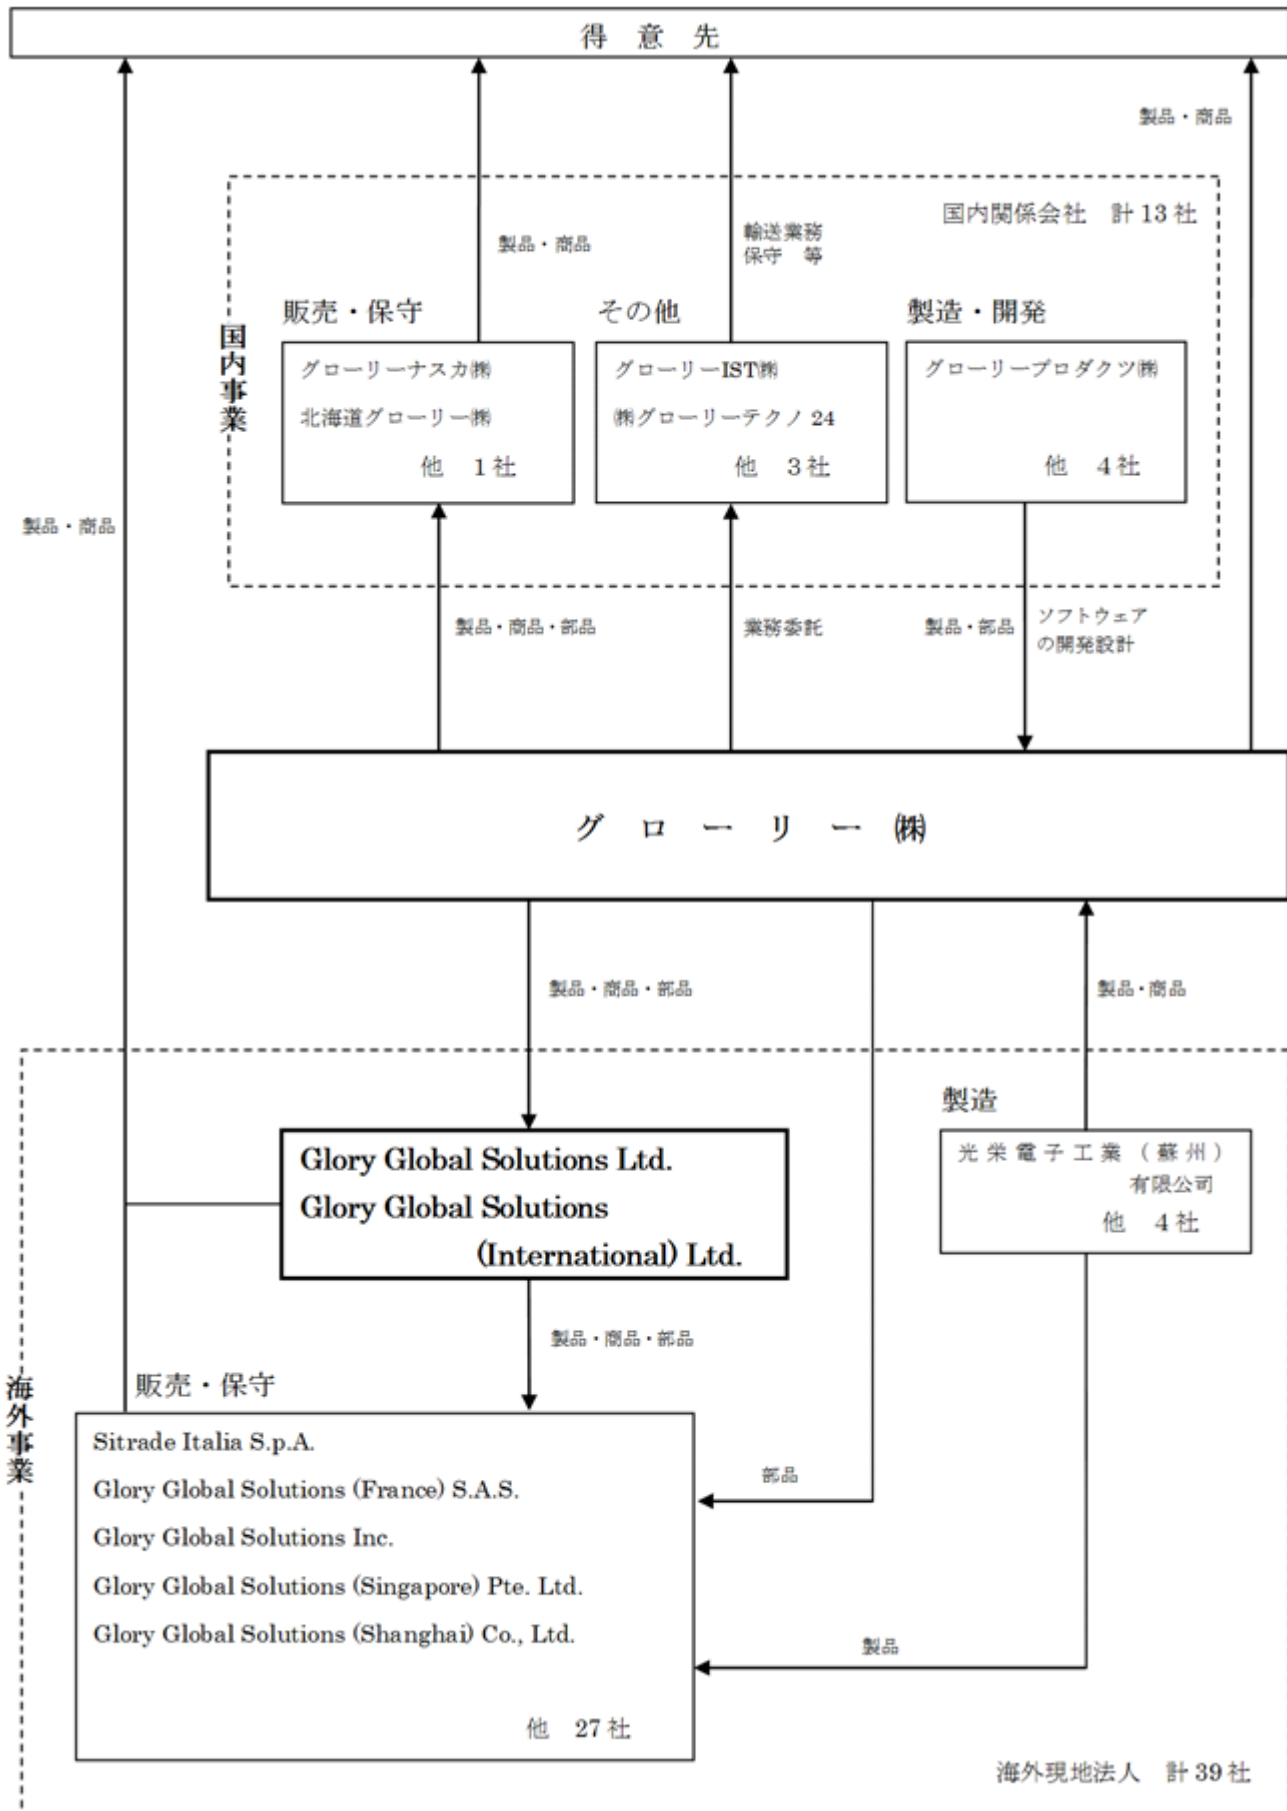 得 意 先
製品・商品
国内関係会社 計 13 社
製品・商品
輸送業務
保守 等
国内事業
販売・保守
その他
製造・開発
グローリーナスカ㈱
北海道グローリー㈱
他 1 社
グローリーIST㈱
㈱グローリーテクノ 24
他 3 社
グローリープロダクツ㈱
他 4 社
製品・商品
製品・商品・部品
業務委託
製品・部品
ソフトウェア
の開発設計
グ ロ ー リ ー ㈱
製品・商品・部品
製品・商品
製造
光栄電子工業（蘇州）
有限公司
他 4 社
Glory Global Solutions Ltd.
Glory Global Solutions
(International) Ltd.
製品・商品・部品
海外事業
販売・保守
Sitrade Italia S.p.A.
Glory Global Solutions (France) S.A.S.
Glory Global Solutions Inc.
Glory Global Solutions (Singapore) Pte. Ltd.
Glory Global Solutions (Shanghai) Co., Ltd.
他 27 社
部品
製品
海外現地法人 計 39 社